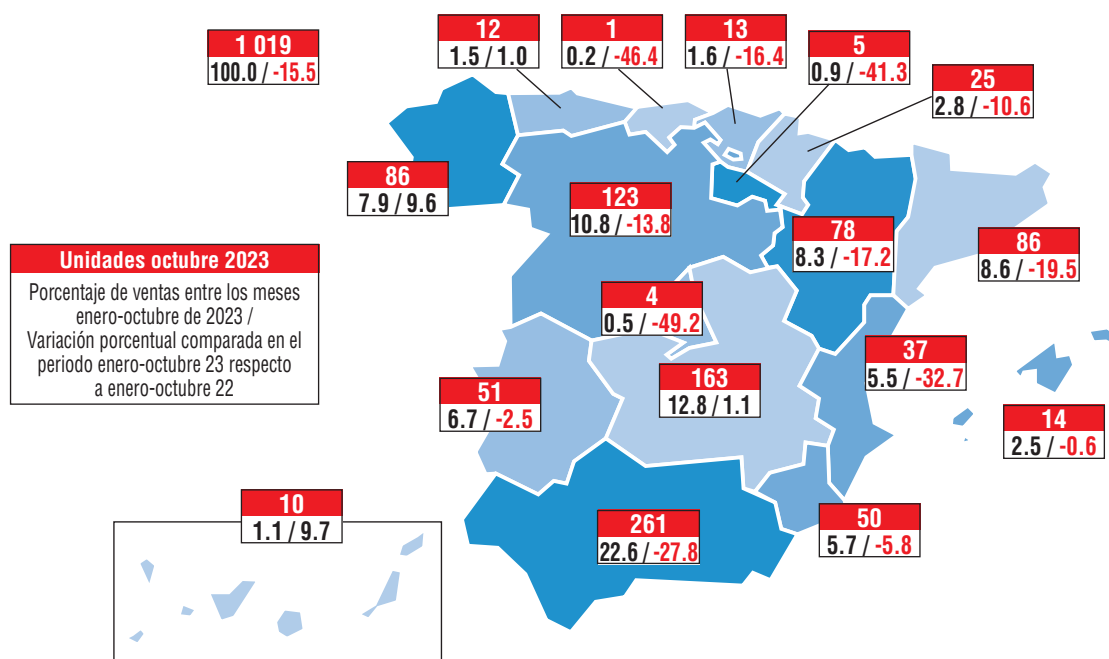 1 019
100.0 / -15.5
12
1.5 / 1.0
1
0.2 / -46.4
13
1.6 / -16.4
5
0.9 / -41.3
25
2.8 / -10.6
86
7.9 / 9.6
123
10.8 / -13.8
78
8.3 / -17.2
86
8.6 / -19.5
Unidades octubre 2023
Porcentaje de ventas entre los meses
enero-octubre de 2023 /
Variación porcentual comparada en el
periodo enero-octubre 23 respecto
a enero-octubre 22
4
0.5 / -49.2
37
5.5 / -32.7
51
6.7 / -2.5
163
12.8 / 1.1
14
2.5 / -0.6
10
1.1 / 9.7
261
22.6 / -27.8
50
5.7 / -5.8